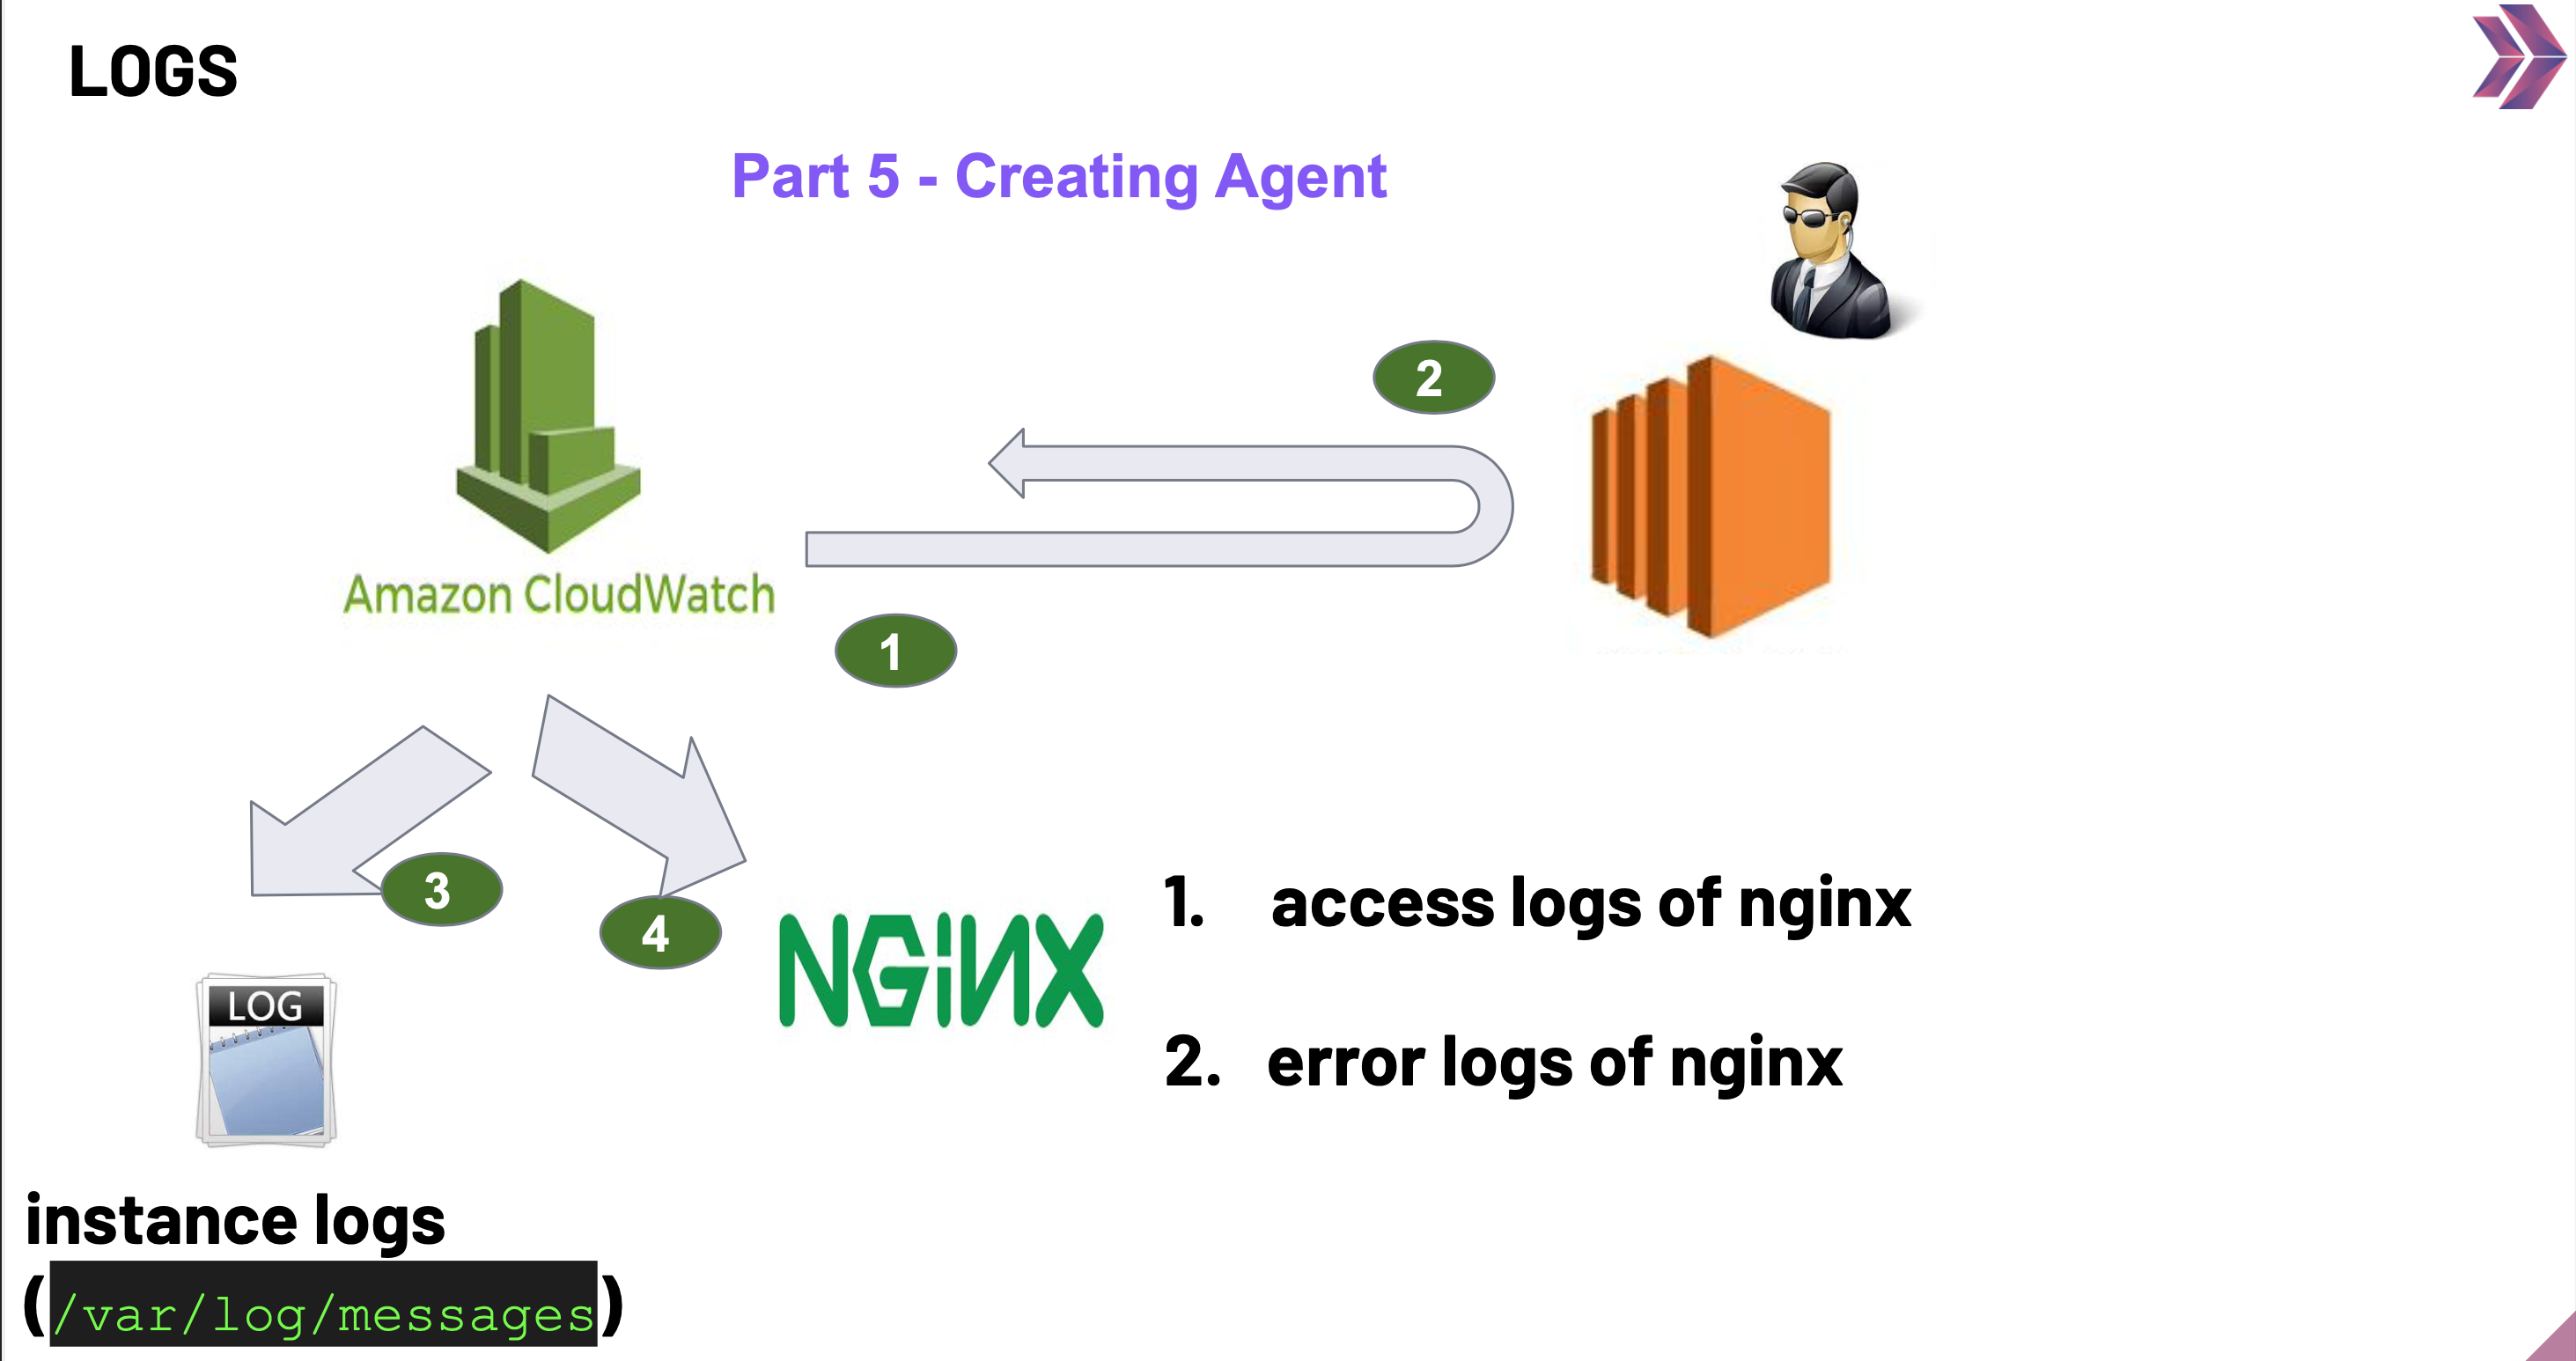 LOGS
Part 5 - Creating Agent
2
Amazon CloudWatch
1
3
4
NGiNX
1. access logs of nginx
2. error logs of nginx
LOG
instance logs
(/var/log/messages)